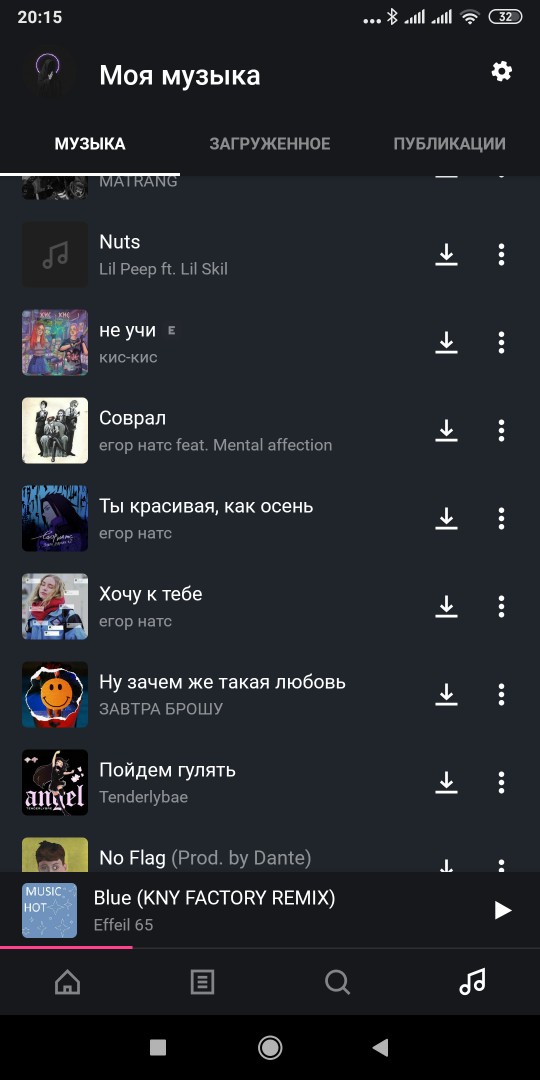 20:15
32
Моя музыка
МУЗЫКА
ЗАГРУЖЕННОЕ
ПУБЛИКАЦИИ
MATRANG
Nuts
Lil Peep ft. Lil Skil
не учи E
кис-кис
Соврал
егор натс feat. Mental affection
Ты красивая, как осень
егор натс
Хочу к тебе
егор натс
Ну зачем же такая любовь
ЗАВТРА БРОШУ
angel
Пойдем гулять
Tenderlybae
No Flag (Prod. by Dante)
MUSIC
HOT
Blue (KNY FACTORY REMIX)
Effeil 65